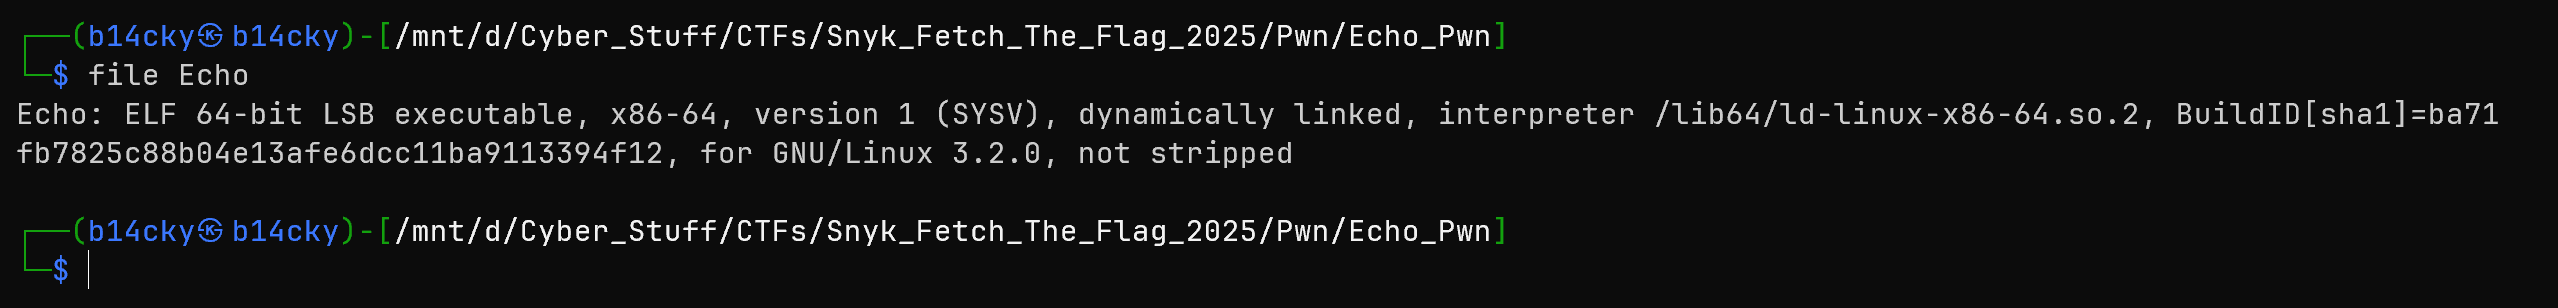 ┌──(b14cky㉿b14cky)-[/mnt/d/Cyber_Stuff/CTFs/Snyk_Fetch_The_Flag_2025/Pwn/Echo_Pwn]
└─$ file Echo
Echo: ELF 64-bit LSB executable, x86-64, version 1 (SYSV), dynamically linked, interpreter /lib64/ld-linux-x86-64.so.2, BuildID[sha1]=ba71
fb7825c88b04e13afe6dcc11ba9113394f12, for GNU/Linux 3.2.0, not stripped
┌──(b14cky㉿b14cky)-[/mnt/d/Cyber_Stuff/CTFs/Snyk_Fetch_The_Flag_2025/Pwn/Echo_Pwn]
└─$